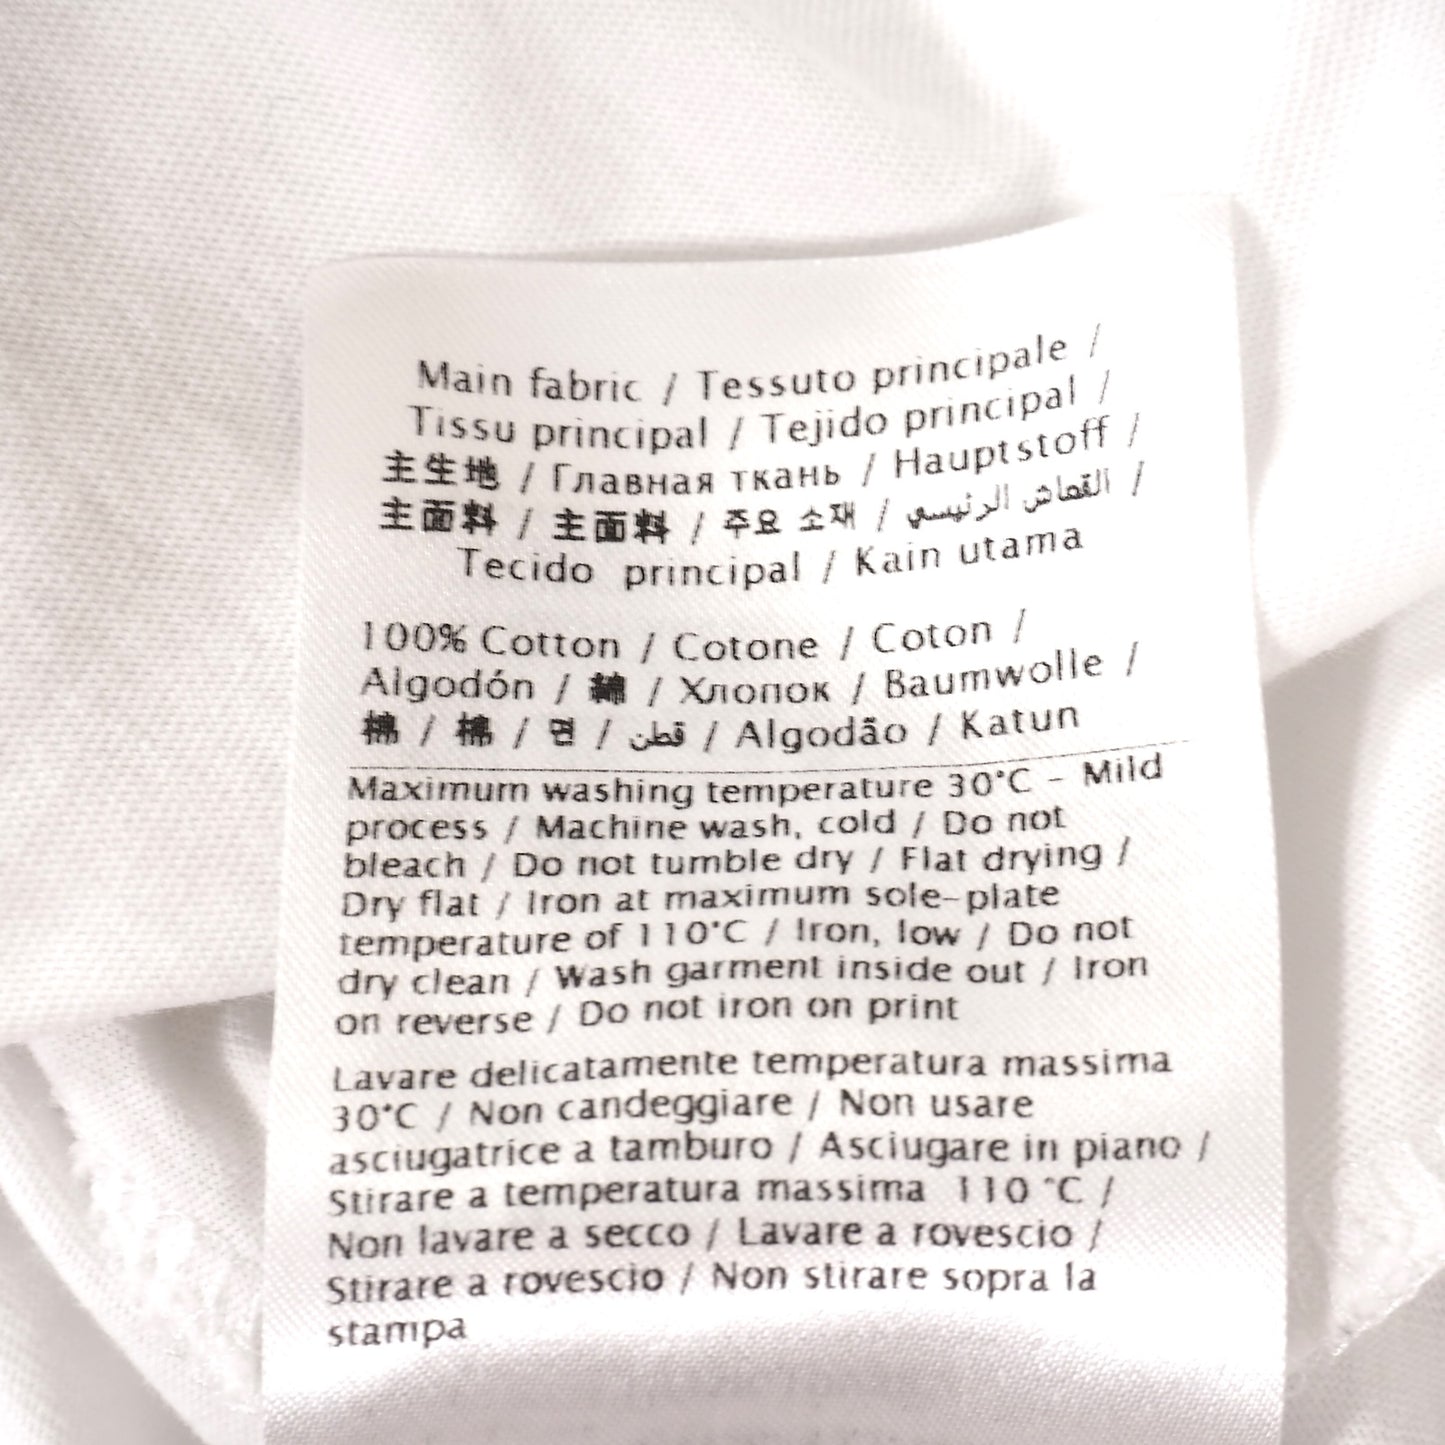 Main fabric / Tessuto principale /
Tissu principal / Tejido principal /
主生地 / Главная ткань / Hauptstoff /
主面料 / 主面料 / 주요 소재 / القماش الرئيسي /
Tecido principal / Kain utama
100% Cotton / Cotone / Coton /
Algodón / 綿 / Хлопок / Baumwolle /
棉 / 棉 / 면 / قطن / Algodão / Katun
Maximum washing temperature 30°C - Mild
process / Machine wash, cold / Do not
bleach / Do not tumble dry / Flat drying /
Dry flat / Iron at maximum sole-plate
temperature of 110°C / Iron, low / Do not
dry clean / Wash garment inside out / Iron
on reverse / Do not iron on print
Lavare delicatamente temperatura massima
30°C / Non candeggiare / Non usare
asciugatrice a tamburo / Asciugare in piano /
Stirare a temperatura massima 110 °C /
Non lavare a secco / Lavare a rovescio /
Stirare a rovescio / Non stirare sopra la
stampa